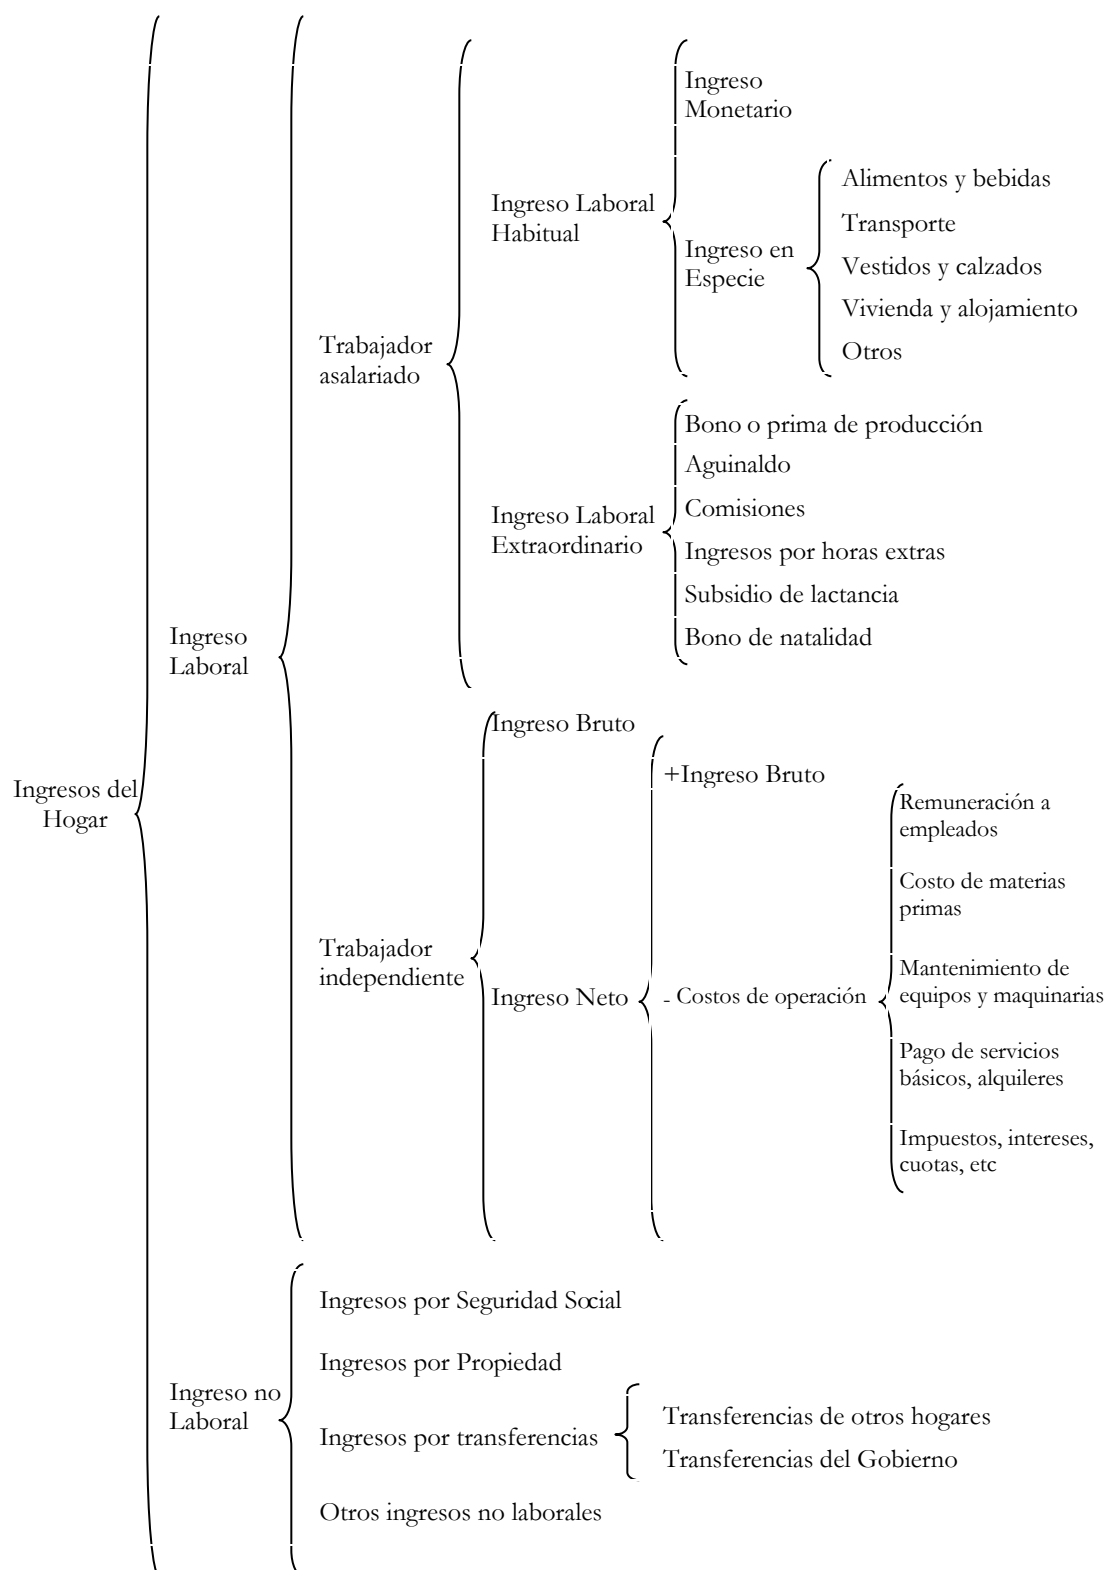 Ingresos del
Hogar
Ingreso
Laboral
Trabajador
asalariado
Ingreso Laboral
Habitual
Ingreso
Monetario
Ingreso en
Especie
Alimentos y bebidas
Transporte
Vestidos y calzados
Vivienda y alojamiento
Otros
Ingreso Laboral
Extraordinario
Bono o prima de producción
Aguinaldo
Comisiones
Ingresos por horas extras
Subsidio de lactancia
Bono de natalidad
Trabajador
independiente
Ingreso Bruto
Ingreso Neto
+Ingreso Bruto
- Costos de operación
Remuneración a
empleados
Costo de materias
primas
Mantenimiento de
equipos y maquinarias
Pago de servicios
básicos, alquileres
Impuestos, intereses,
cuotas, etc
Ingreso no
Laboral
Ingresos por Seguridad Social
Ingresos por Propiedad
Ingresos por transferencias
Transferencias de otros hogares
Transferencias del Gobierno
Otros ingresos no laborales